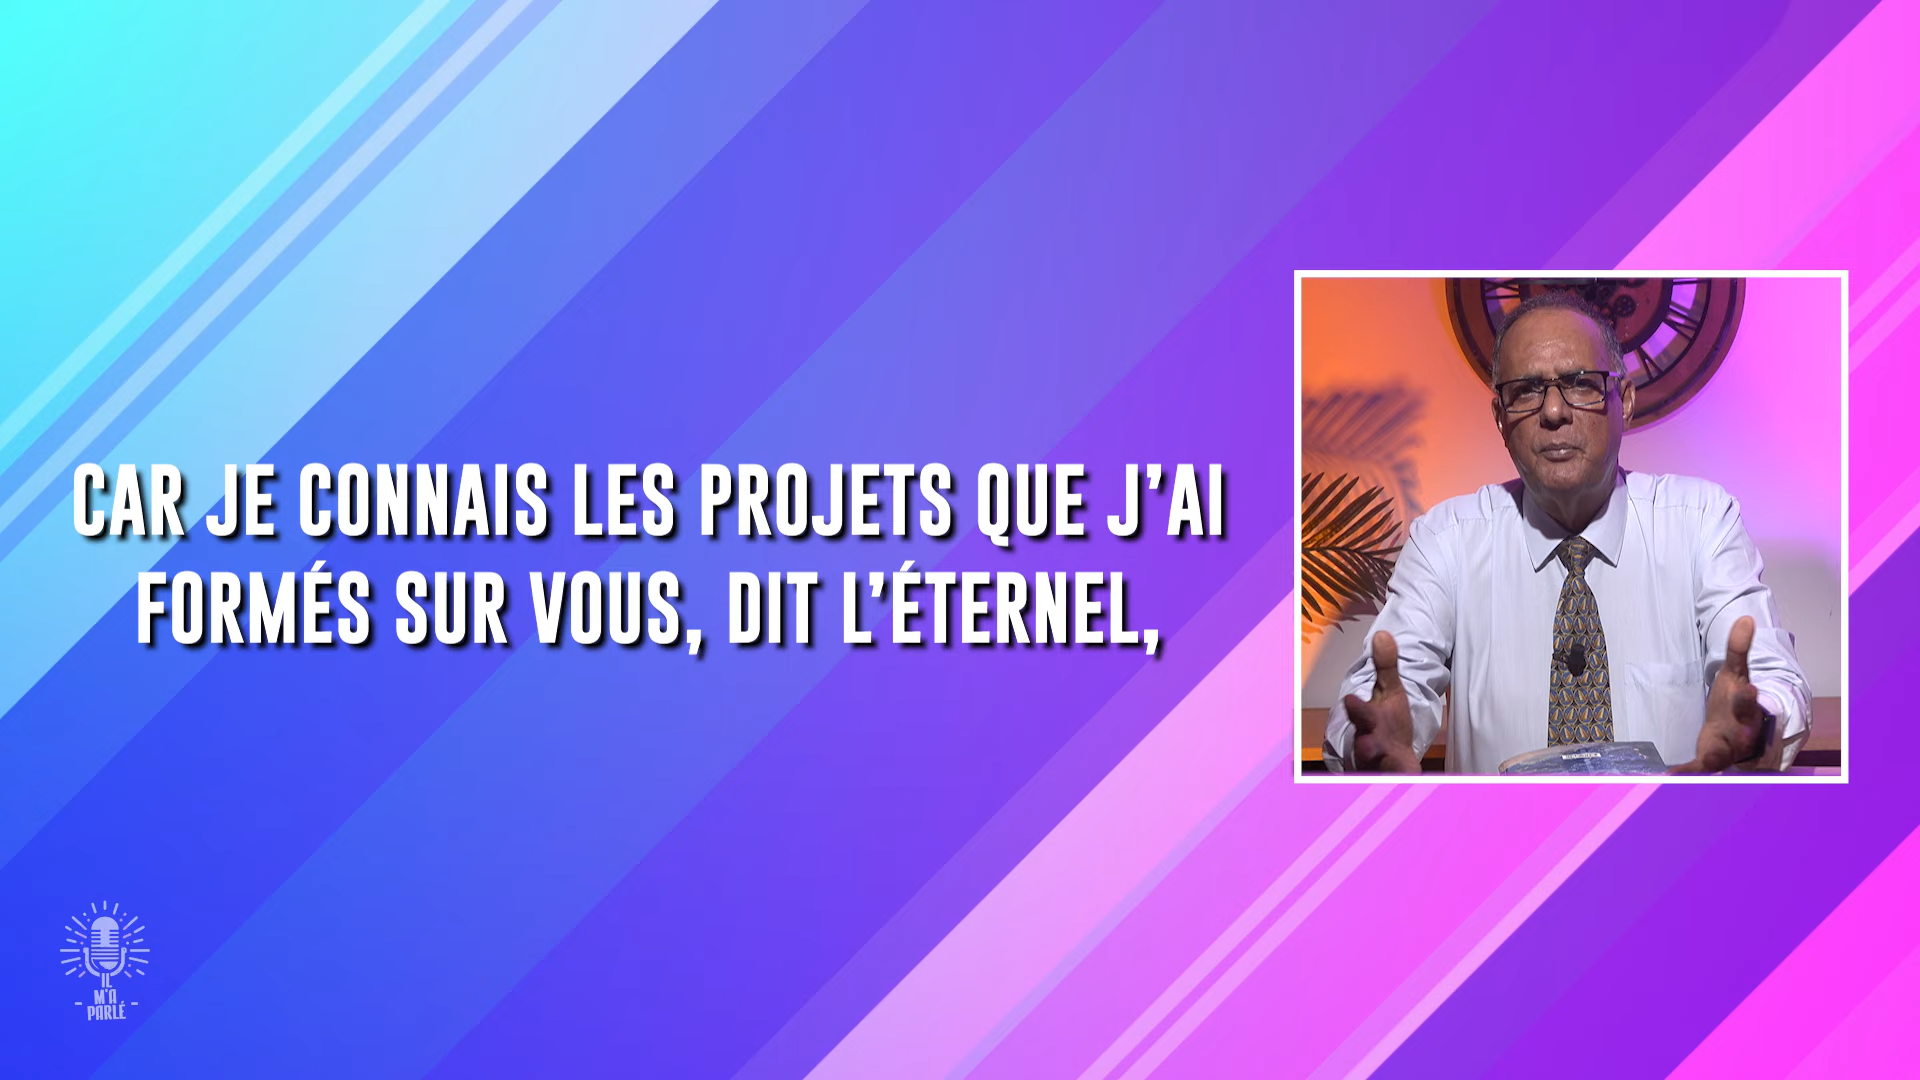 CAR JE CONNAIS LES PROJETS QUE J’AI
FORMÉS SUR VOUS, DIT L’ÉTERNEL,
IL
M'A
- PARLÉ -